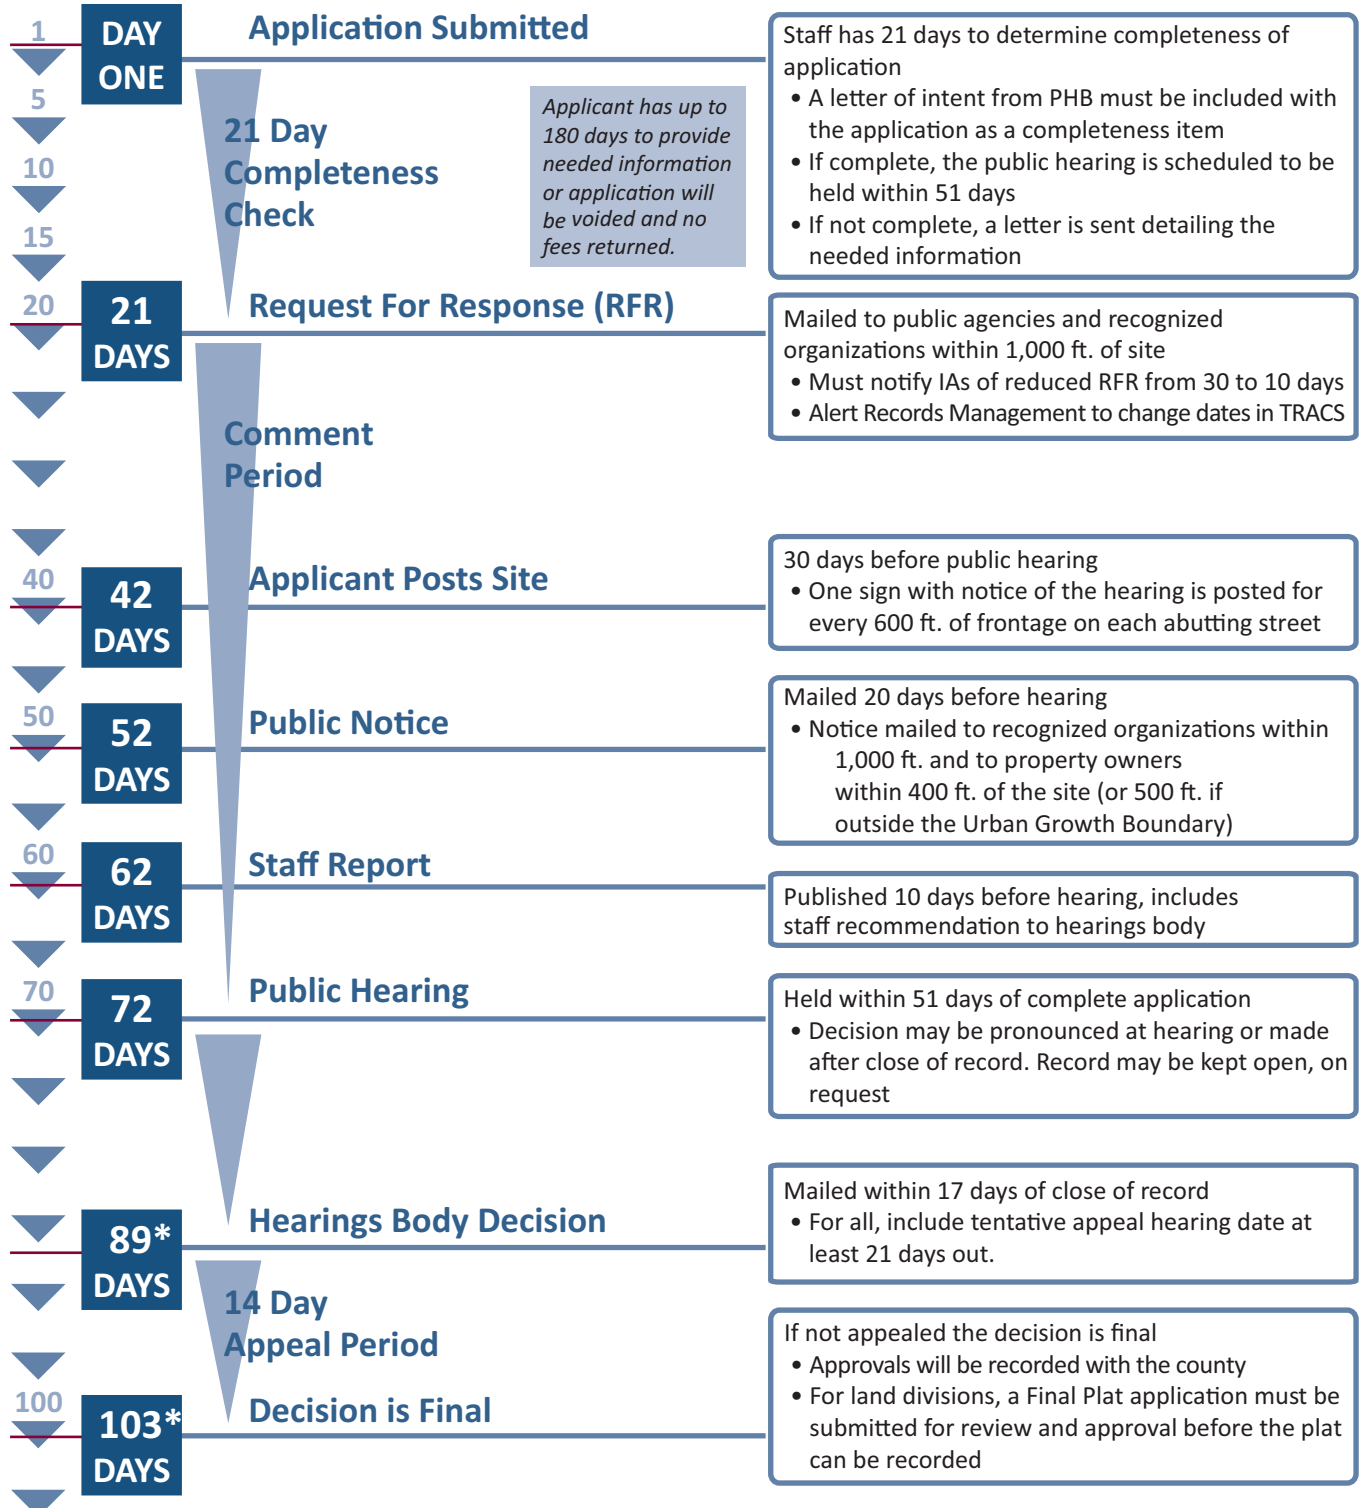 1
DAY
ONE
Application Submitted
Staff has 21 days to determine completeness of
application
• A letter of intent from PHB must be included with
the application as a completeness item
• If complete, the public hearing is scheduled to be
held within 51 days
• If not complete, a letter is sent detailing the
needed information
5
10
15
21 Day
Completeness
Check
Applicant has up to
180 days to provide
needed information
or application will
be voided and no
fees returned.
20
21
DAYS
Request For Response (RFR)
Mailed to public agencies and recognized
organizations within 1,000 ft. of site
• Must notify IAs of reduced RFR from 30 to 10 days
• Alert Records Management to change dates in TRACS
Comment
Period
40
42
DAYS
Applicant Posts Site
30 days before public hearing
• One sign with notice of the hearing is posted for
every 600 ft. of frontage on each abutting street
50
52
DAYS
Public Notice
Mailed 20 days before hearing
• Notice mailed to recognized organizations within
1,000 ft. and to property owners
within 400 ft. of the site (or 500 ft. if
outside the Urban Growth Boundary)
60
62
DAYS
Staff Report
Published 10 days before hearing, includes
staff recommendation to hearings body
70
72
DAYS
Public Hearing
Held within 51 days of complete application
• Decision may be pronounced at hearing or made
after close of record. Record may be kept open, on
request
89*
DAYS
Hearings Body Decision
Mailed within 17 days of close of record
• For all, include tentative appeal hearing date at
least 21 days out.
14 Day
Appeal Period
100
103*
DAYS
Decision is Final
If not appealed the decision is final
• Approvals will be recorded with the county
• For land divisions, a Final Plat application must be
submitted for review and approval before the plat
can be recorded